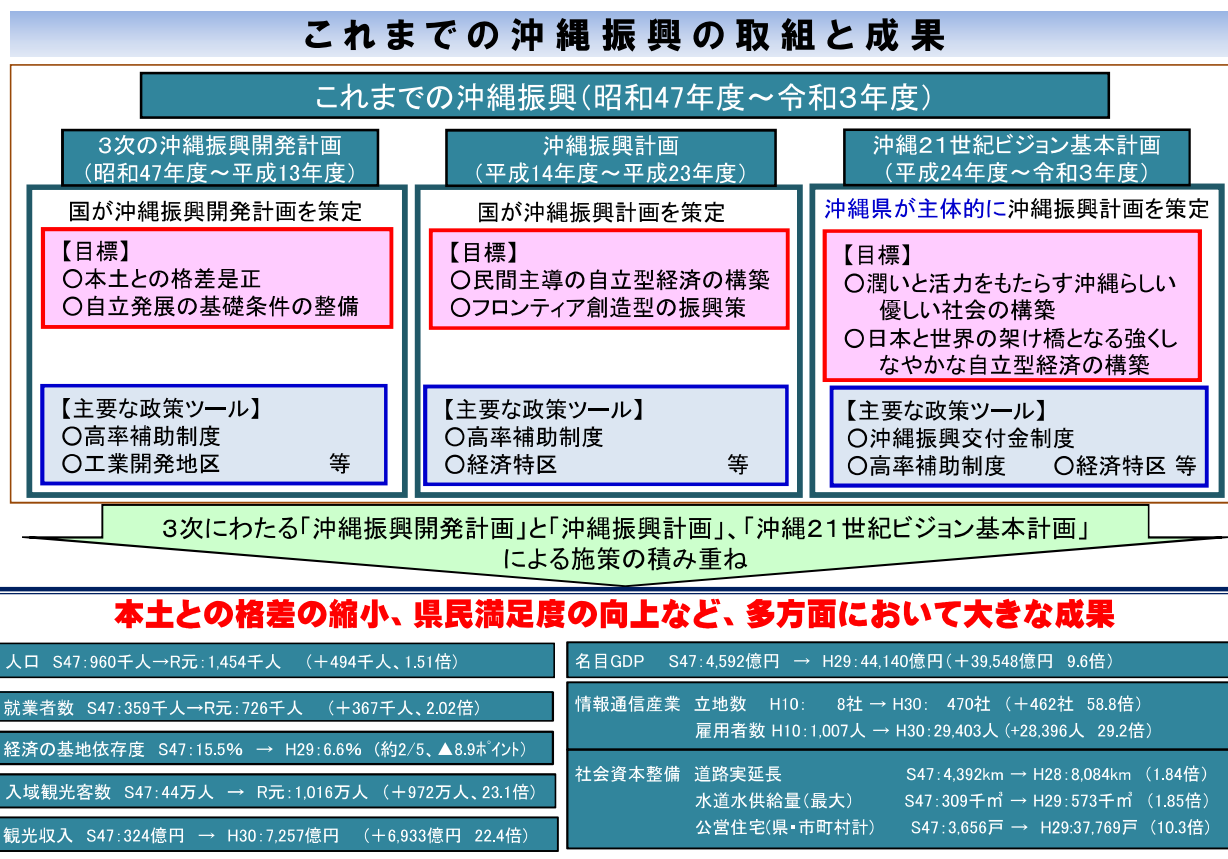 これまでの沖縄振興の取組と成果
これまでの沖縄振興（昭和47年度～令和３年度）
３次の沖縄振興開発計画
（昭和47年度～平成13年度）
国が沖縄振興開発計画を策定
【目標】
○本土との格差是正
○自立発展の基礎条件の整備
【主要な政策ツール】
○高率補助制度
○工業開発地区　等
沖縄振興計画
（平成14年度～平成23年度）
国が沖縄振興計画を策定
【目標】
○民間主導の自立型経済の構築
○フロンティア創造型の振興策
【主要な政策ツール】
○高率補助制度
○経済特区　等
沖縄２１世紀ビジョン基本計画
（平成24年度～令和３年度）
沖縄県が主体的に沖縄振興計画を策定
【目標】
○潤いと活力をもたらす沖縄らしい
優しい社会の構築
○日本と世界の架け橋となる強くし
なやかな自立型経済の構築
【主要な政策ツール】
○沖縄振興交付金制度
○高率補助制度　○経済特区 等
３次にわたる「沖縄振興開発計画」と「沖縄振興計画」、「沖縄２１世紀ビジョン基本計画」
による施策の積み重ね
本土との格差の縮小、県民満足度の向上など、多方面において大きな成果
人口　S47：960千人→R元：1,454千人　（＋494千人、1.51倍）
就業者数　S47：359千人→R元：726千人　（＋367千人、2.02倍）
経済の基地依存度　S47：15.5％　→　H29：6.6％　（約2/5、▲8.9ﾎﾟｲﾝﾄ）
入域観光客数　S47：44万人　→　R元：1,016万人　（＋972万人、23.1倍）
観光収入　S47：324億円　→　H30：7,257億円　（＋6,933億円　22.4倍）
名目GDP　S47：4,592億円　→　H29：44,140億円（＋39,548億円　9.6倍）
情報通信産業　立地数　H10：　8社 → H30：　470社　（＋462社　58.8倍）
雇用者数 H10：1,007人 → H30：29,403人 (+28,396人　29.2倍）
社会資本整備　道路実延長　S47：4,392km → H28：8,084km　（1.84倍）
水道水供給量（最大）　S47：309千㎥ → H29：573千㎥　（1.85倍）
公営住宅(県・市町村計）　S47：3,656戸 →　H29：37,769戸　（10.3倍）